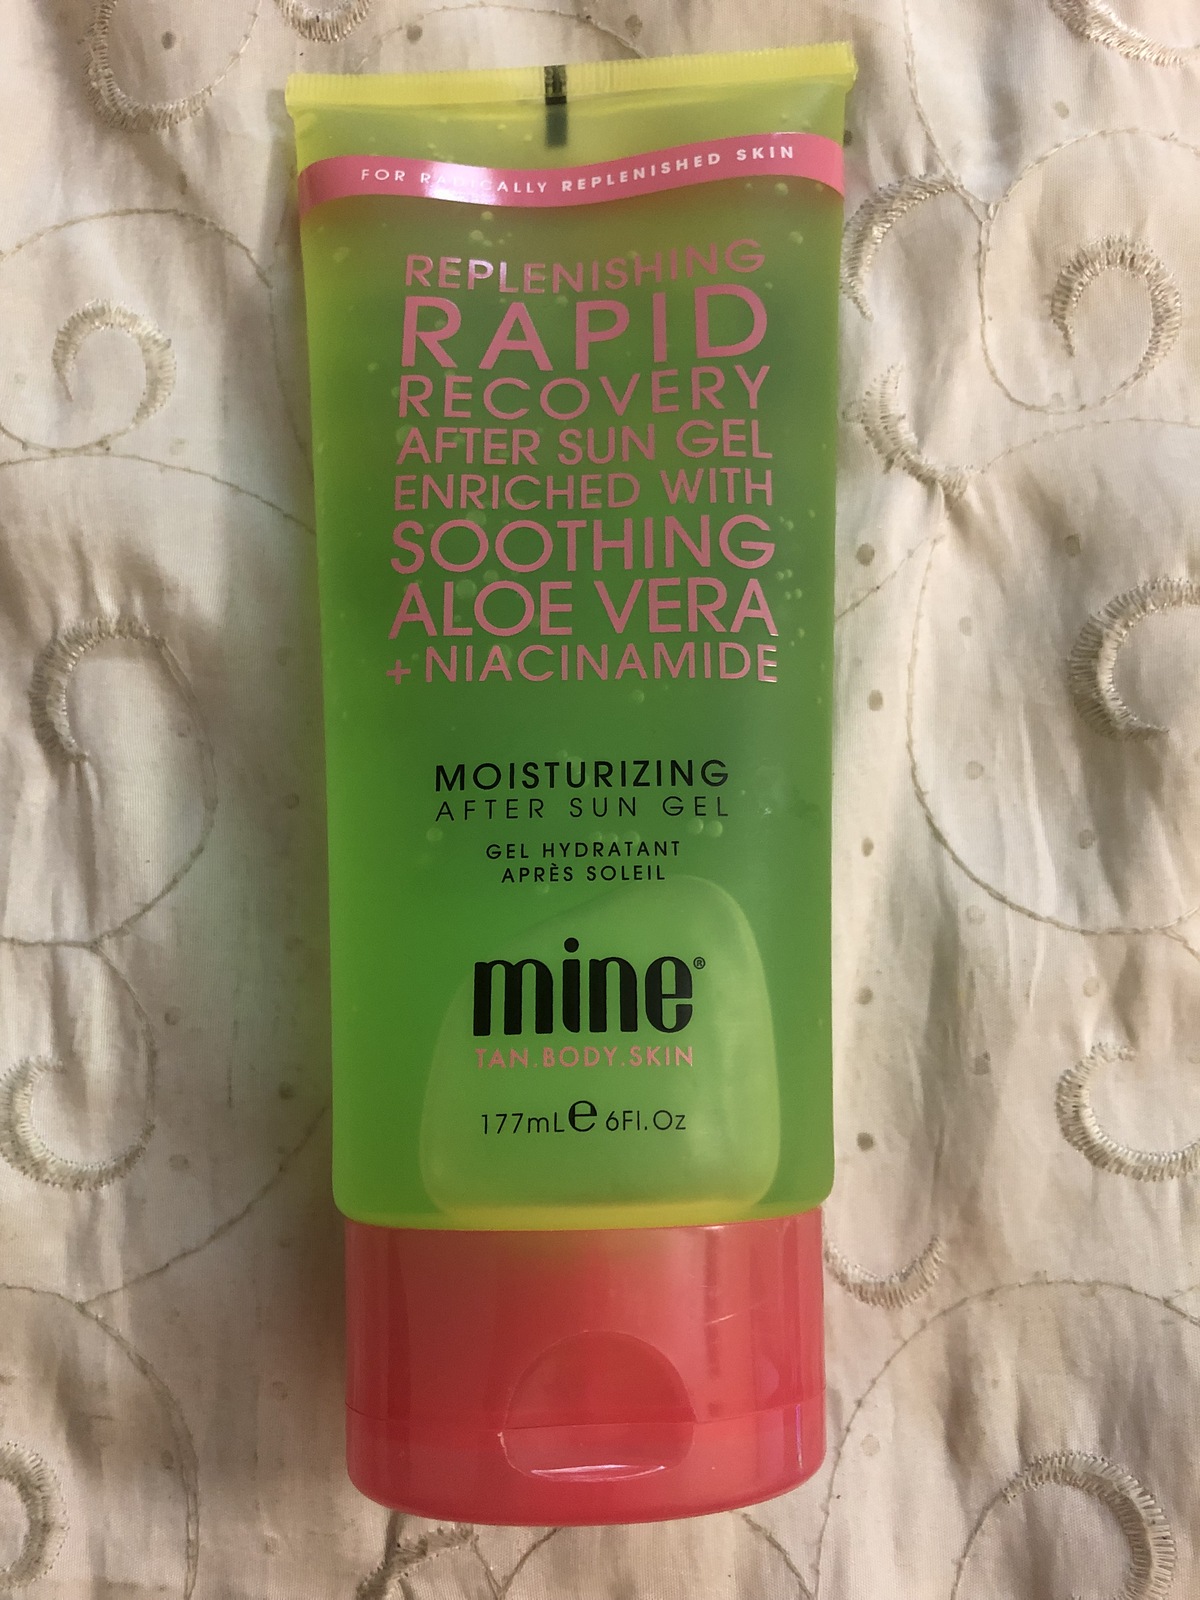 FOR RADICALLY REPLENISHED SKIN
REPLENISHING
RAPID
RECOVERY
AFTER SUN GEL
ENRICHED WITH
SOOTHING
ALOE VERA
+ NIACINAMIDE
MOISTURIZING
AFTER SUN GEL
GEL HYDRATANT
APRÈS SOLEIL
mine®
TAN.BODY.SKIN
177mL e 6Fl.Oz